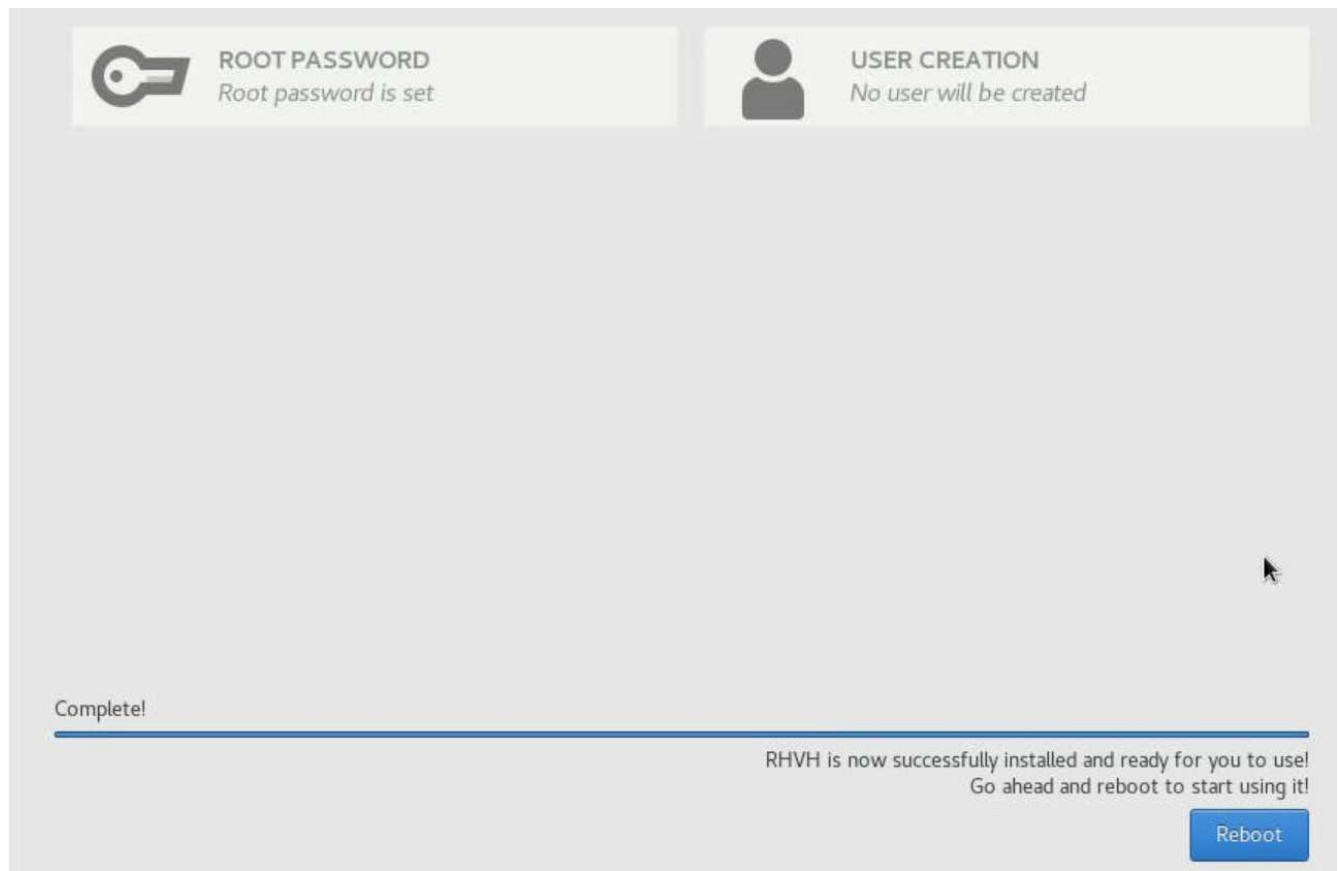 ROOT PASSWORD
Root password is set
USER CREATION
No user will be created
Complete!
RHVH is now successfully installed and ready for you to use!
Go ahead and reboot to start using it!
Reboot